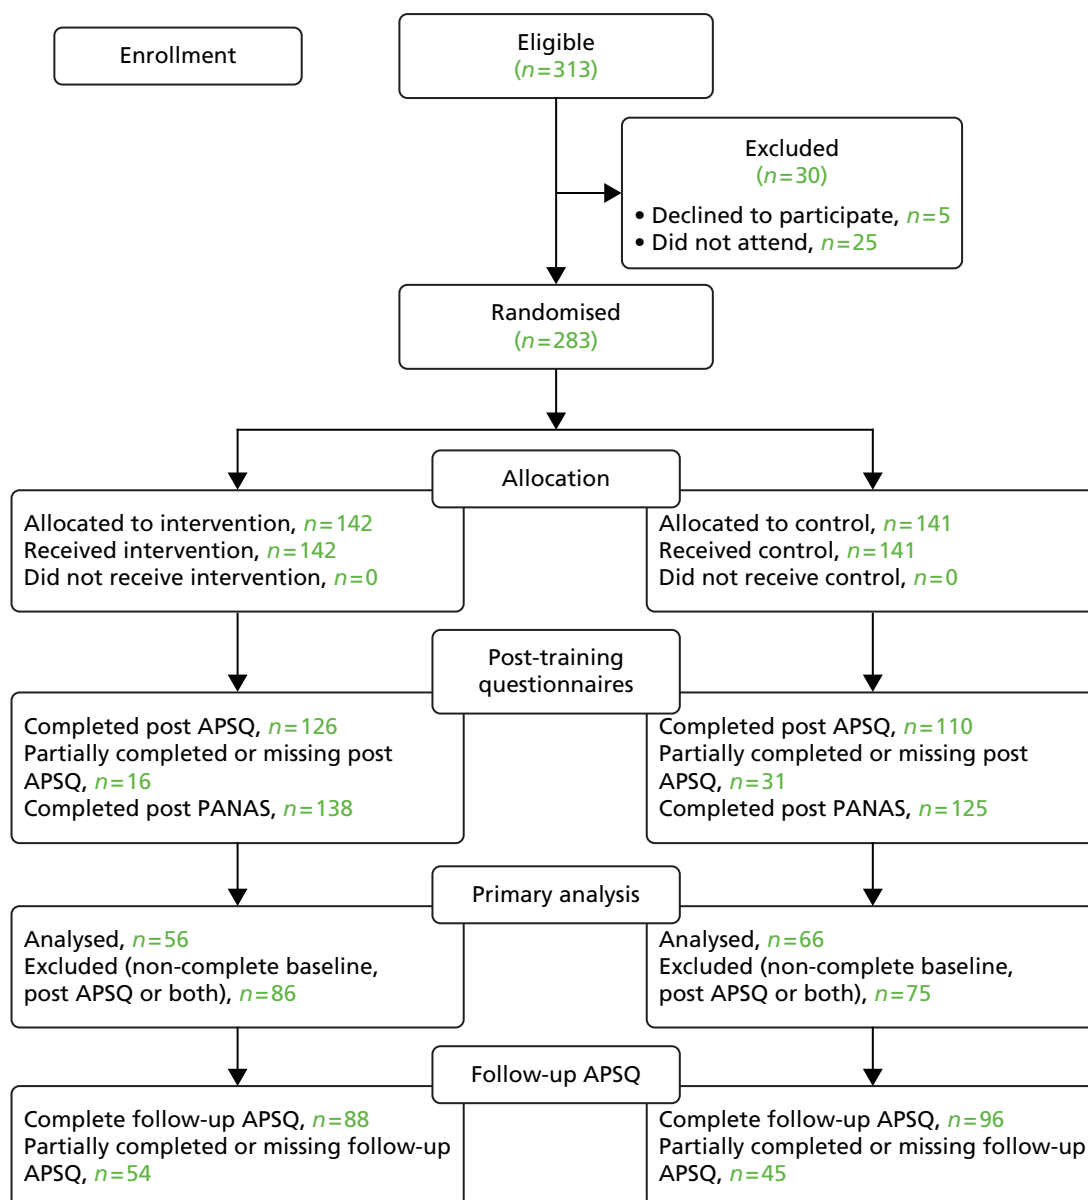 Enrollment
Eligible
(n=313)
Excluded
(n=30)
• Declined to participate, n=5
• Did not attend, n=25
Randomised
(n=283)
Allocation
Allocated to intervention, n=142
Received intervention, n=142
Did not receive intervention, n=0
Allocated to control, n=141
Received control, n=141
Did not receive control, n=0
Post-training
questionnaires
Completed post APSQ, n=126
Partially completed or missing post
APSQ, n=16
Completed post PANAS, n=138
Completed post APSQ, n=110
Partially completed or missing post
APSQ, n=31
Completed post PANAS, n=125
Primary analysis
Analysed, n=56
Excluded (non-complete baseline,
post APSQ or both), n=86
Analysed, n=66
Excluded (non-complete baseline,
post APSQ or both), n=75
Follow-up APSQ
Complete follow-up APSQ, n=88
Partially completed or missing follow-up
APSQ, n=54
Complete follow-up APSQ, n=96
Partially completed or missing follow-up
APSQ, n=45